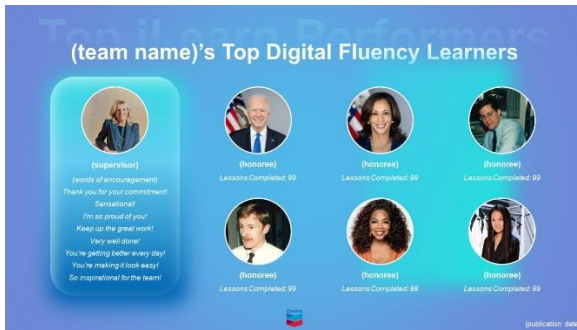 Top iLearn Performers
(team name)'s Top Digital Fluency Learners
(supervisor)
(words of encouragement)
Thank you for your commitment!
Sensational!
I'm so proud of you!
Keep up the great work!
Very well done!
You're getting better every day!
You're making it look easy!
So inspirational for the team!
(honoree)
Lessons Completed: 99
(honoree)
Lessons Completed: 99
(honoree)
Lessons Completed: 99
(honoree)
Lessons Completed: 99
(honoree)
Lessons Completed: 99
(honoree)
Lessons Completed: 99
Chevron
(publication date